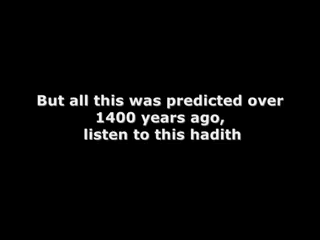 But all this was predicted over
1400 years ago,
listen to this hadith